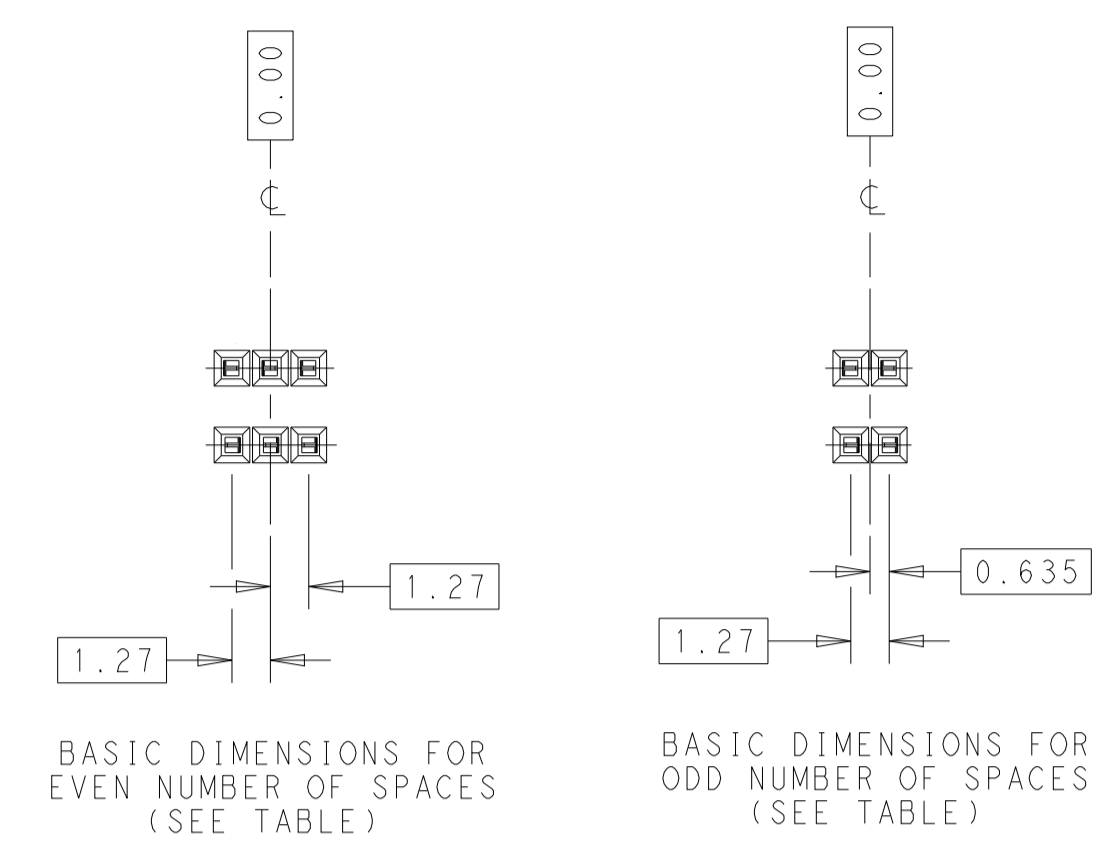 0.00
0.00
℄
℄
1.27
0.635
1.27
1.27
BASIC DIMENSIONS FOR
EVEN NUMBER OF SPACES
(SEE TABLE)
BASIC DIMENSIONS FOR
ODD NUMBER OF SPACES
(SEE TABLE)